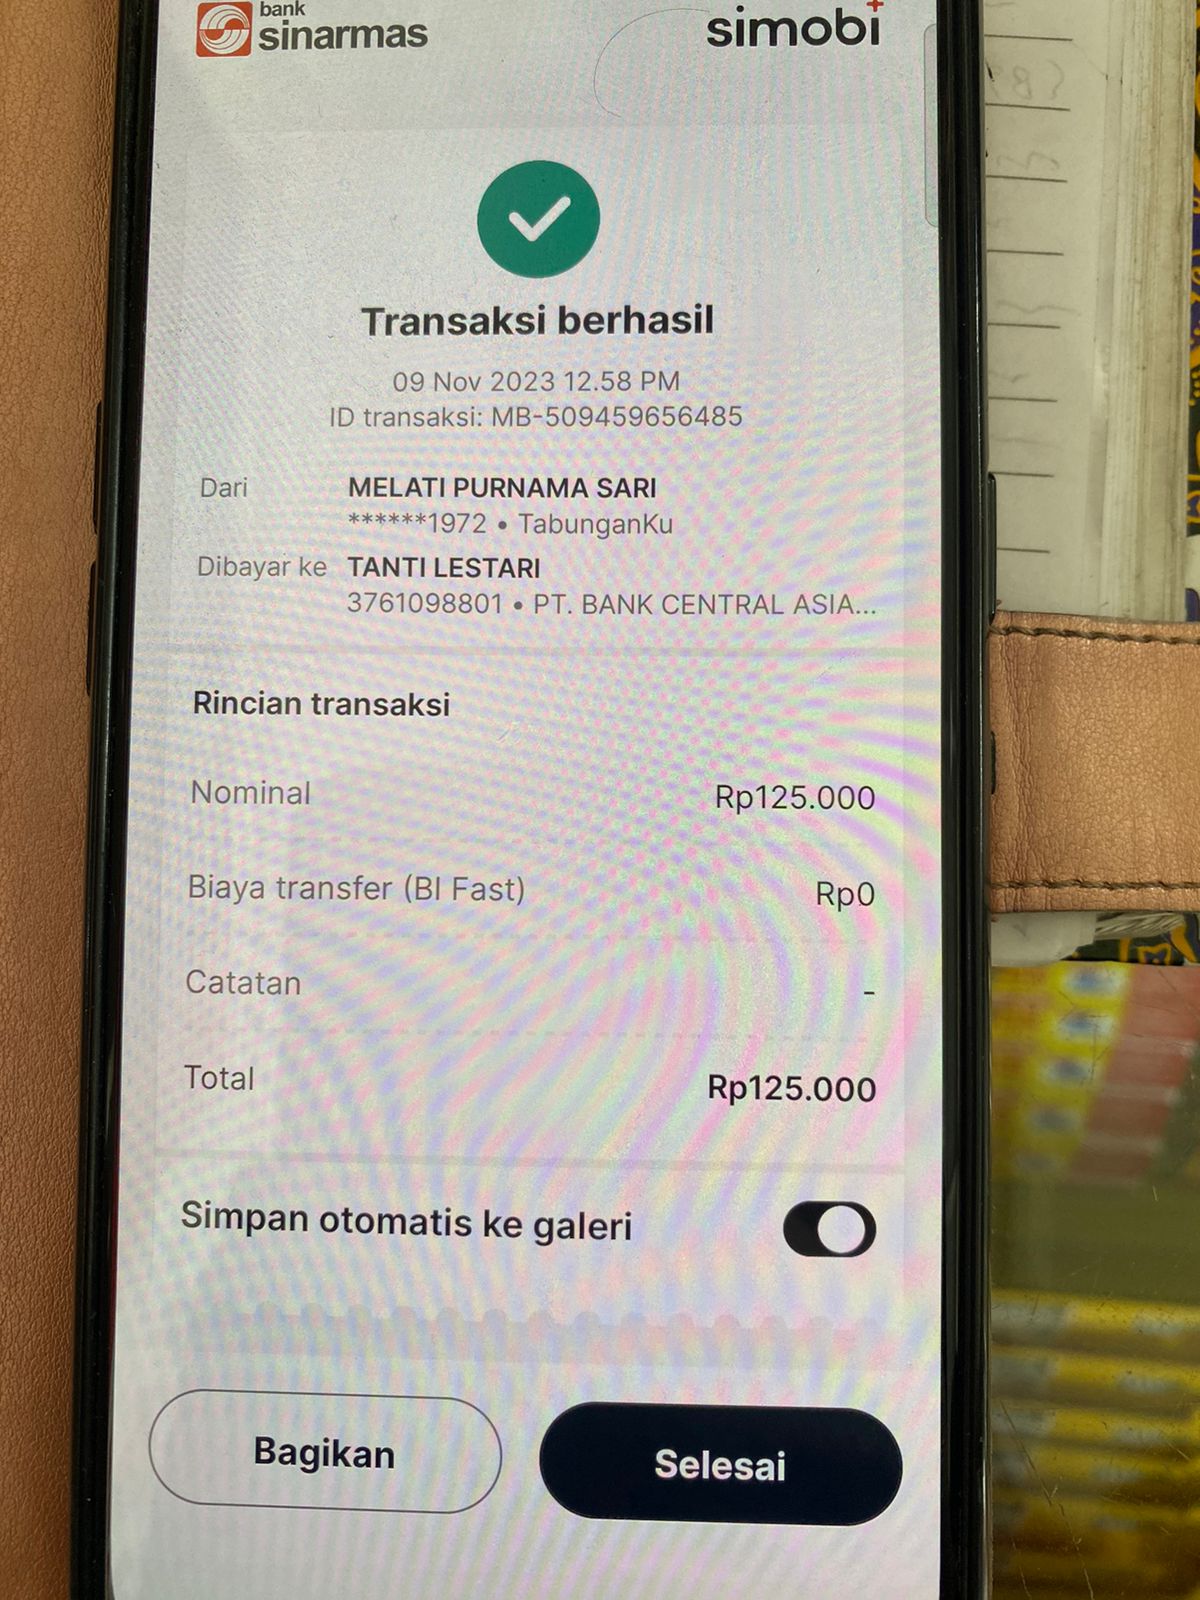 bank
sinarmas
simobi+
Transaksi berhasil
09 Nov 2023 12.58 PM
ID transaksi: MB-509459656485
Dari MELATI PURNAMA SARI
******1972 • TabunganKu
Dibayar ke TANTI LESTARI
3761098801 • PT. BANK CENTRAL ASIA...
Rincian transaksi
Nominal Rp125.000
Biaya transfer (BI Fast) Rp0
Catatan -
Total Rp125.000
Simpan otomatis ke galeri
Bagikan
Selesai